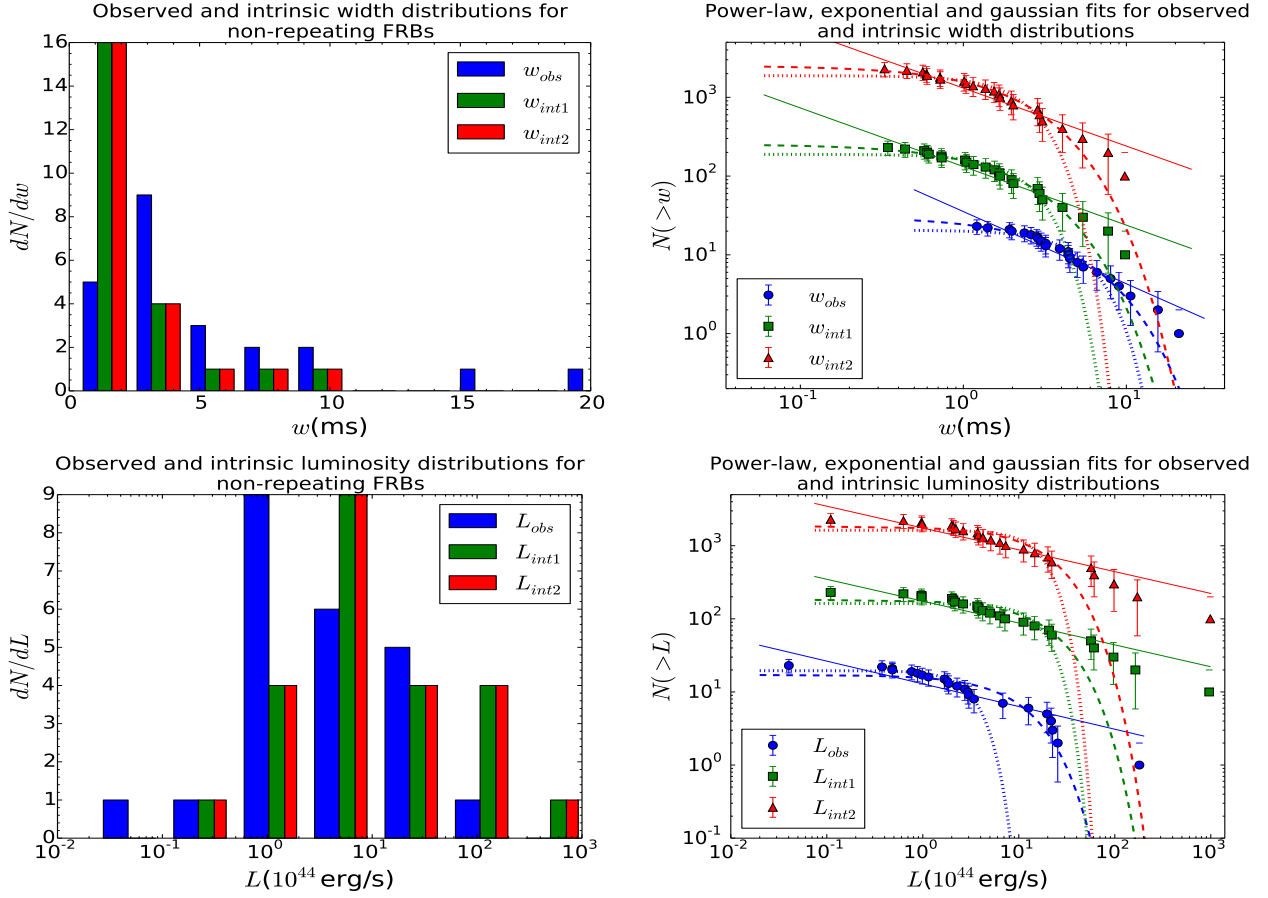 Observed and intrinsic width distributions for
non-repeating FRBs
16
14
12
10
8
6
4
2
0
dN/dw
w_obs
w_int1
w_int2
0 5 10 15 20
w(ms)
Power-law, exponential and gaussian fits for observed
and intrinsic width distributions
10^3
10^2
10^1
10^0
N(>w)
w_obs
w_int1
w_int2
10^-1 10^0 10^1
w(ms)
Observed and intrinsic luminosity distributions for
non-repeating FRBs
9
8
7
6
5
4
3
2
1
0
dN/dL
L_obs
L_int1
L_int2
10^-2 10^-1 10^0 10^1 10^2 10^3
L(10^44 erg/s)
Power-law, exponential and gaussian fits for observed
and intrinsic luminosity distributions
10^3
10^2
10^1
10^0
10^-1
N(>L)
L_obs
L_int1
L_int2
10^-2 10^-1 10^0 10^1 10^2 10^3
L(10^44 erg/s)